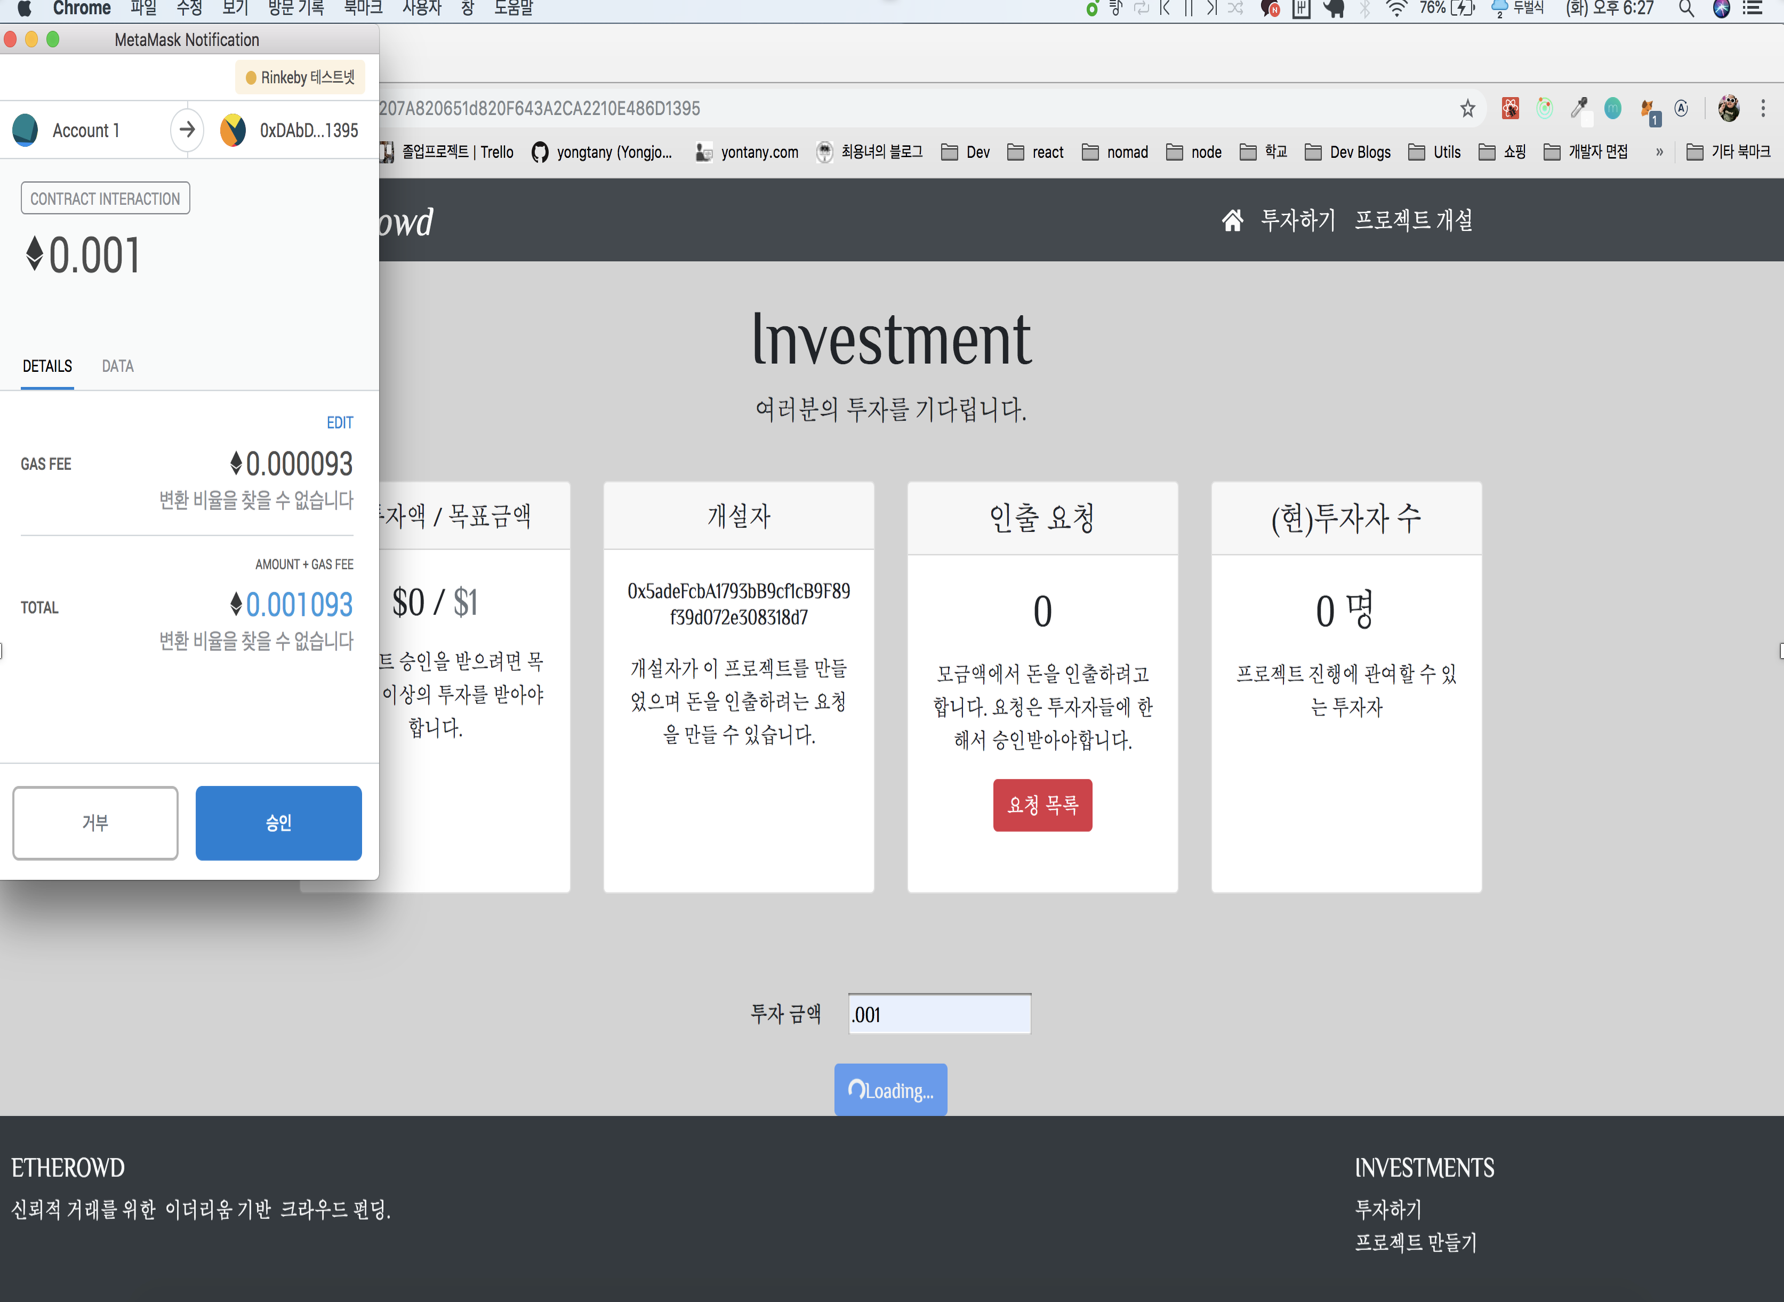 Chrome 파일 수정 보기 방문 기록 북마크 사용자 창 도움말
76% 2 두벌식 (화) 오후 6:27
MetaMask Notification
Rinkeby 테스트넷
Account 1 0xDAbD...1395
CONTRACT INTERACTION
0.001
DETAILS DATA
EDIT
GAS FEE 0.000093
변환 비율을 찾을 수 없습니다
AMOUNT + GAS FEE
TOTAL 0.001093
변환 비율을 찾을 수 없습니다
거부 승인
207A820651d820F643A2CA2210E486D1395
1
졸업프로젝트 | Trello yongtany (Yongjo... yontany.com 최용녀의 블로그 Dev react nomad node 학교 Dev Blogs Utils 쇼핑 개발자 면접 » 기타 북마크
owd 투자하기 프로젝트 개설
Investment
여러분의 투자를 기다립니다.
자액 / 목표금액
$0 / $1
트 승인을 받으려면 목
이상의 투자를 받아야
합니다.
개설자
0x5adeFcbA1793bB9cf1cB9F89
f39d072e308318d7
개설자가 이 프로젝트를 만들
었으며 돈을 인출하려는 요청
을 만들 수 있습니다.
인출 요청
0
모금액에서 돈을 인출하려고
합니다. 요청은 투자자들에 한
해서 승인받아야합니다.
요청 목록
(현)투자자 수
0 명
프로젝트 진행에 관여할 수 있
는 투자자
투자 금액 .001
Loading...
ETHEROWD
신뢰적 거래를 위한 이더리움 기반 크라우드 펀딩.
INVESTMENTS
투자하기
프로젝트 만들기